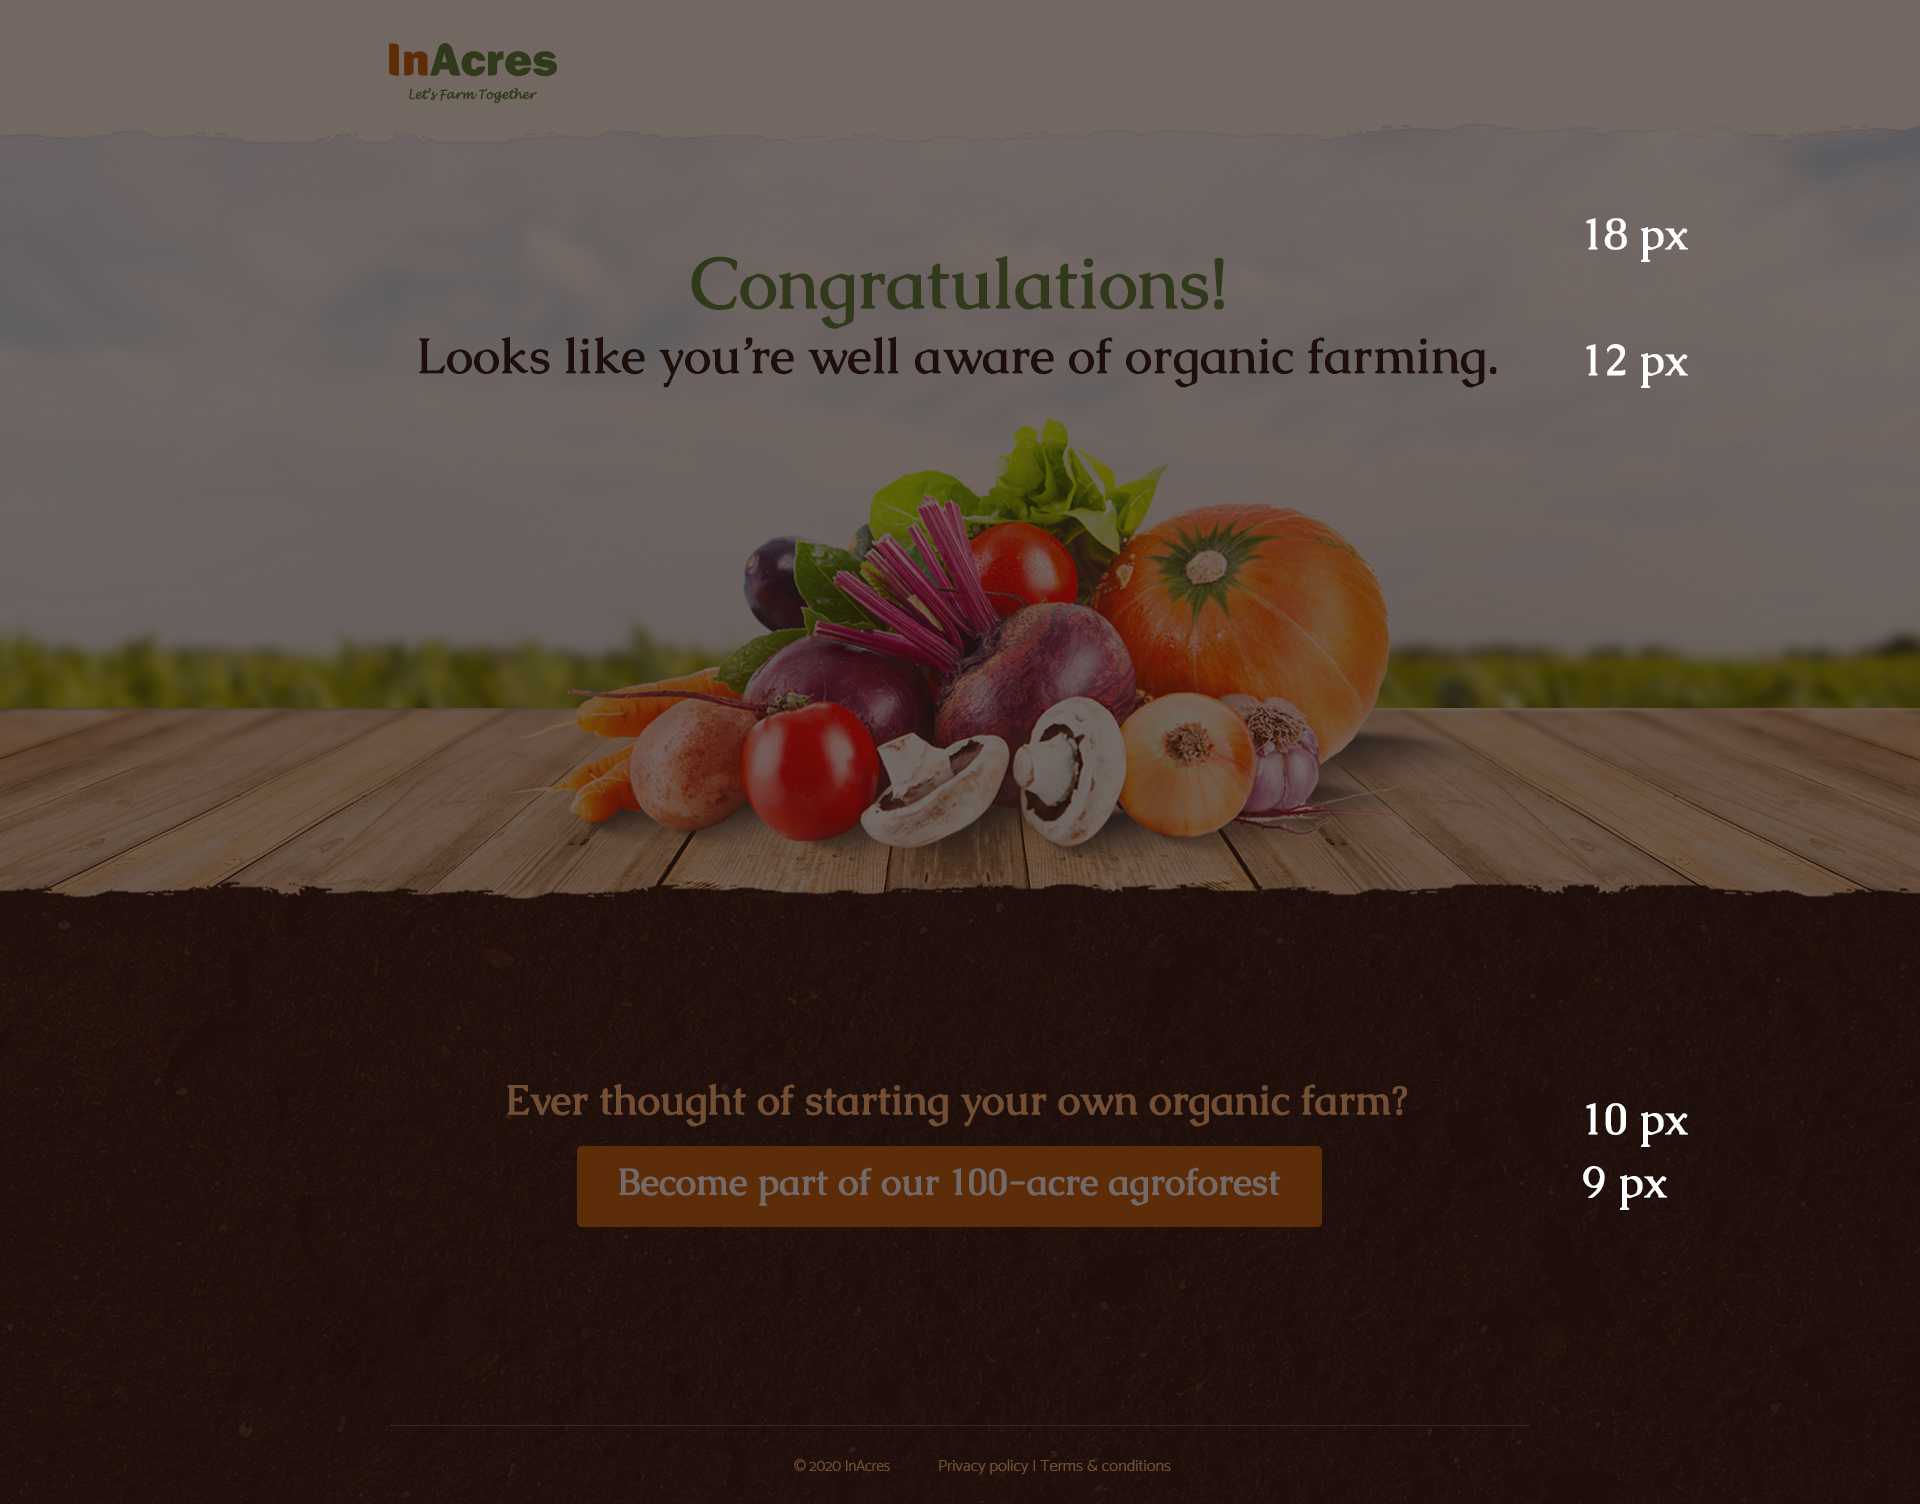 InAcres
Let's Farm Together
18 px
Congratulations!
Looks like you’re well aware of organic farming.
12 px
Ever thought of starting your own organic farm?
10 px
Become part of our 100-acre agroforest
9 px
© 2020 InAcres Privacy policy | Terms & conditions